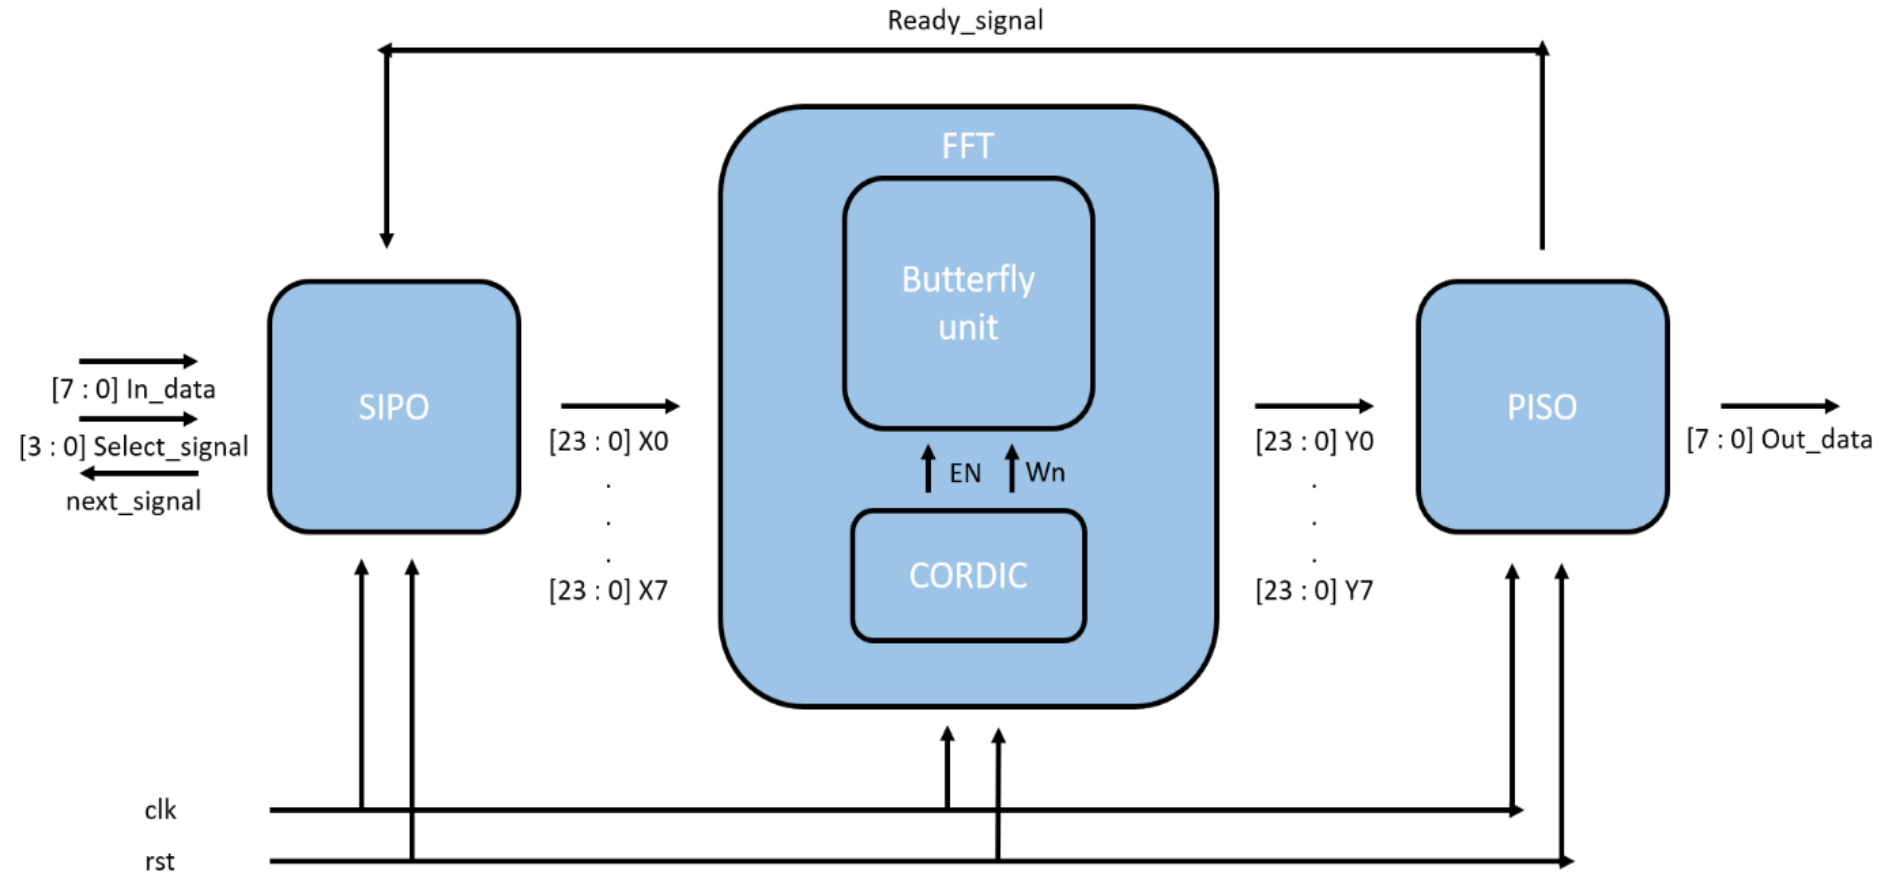 Ready_signal
FFT
Butterfly
unit
SIPO
PISO
[7 : 0] In_data
[3 : 0] Select_signal
next_signal
[23 : 0] X0
.
.
.
[23 : 0] X7
EN
Wn
CORDIC
[23 : 0] Y0
.
.
.
[23 : 0] Y7
[7 : 0] Out_data
clk
rst